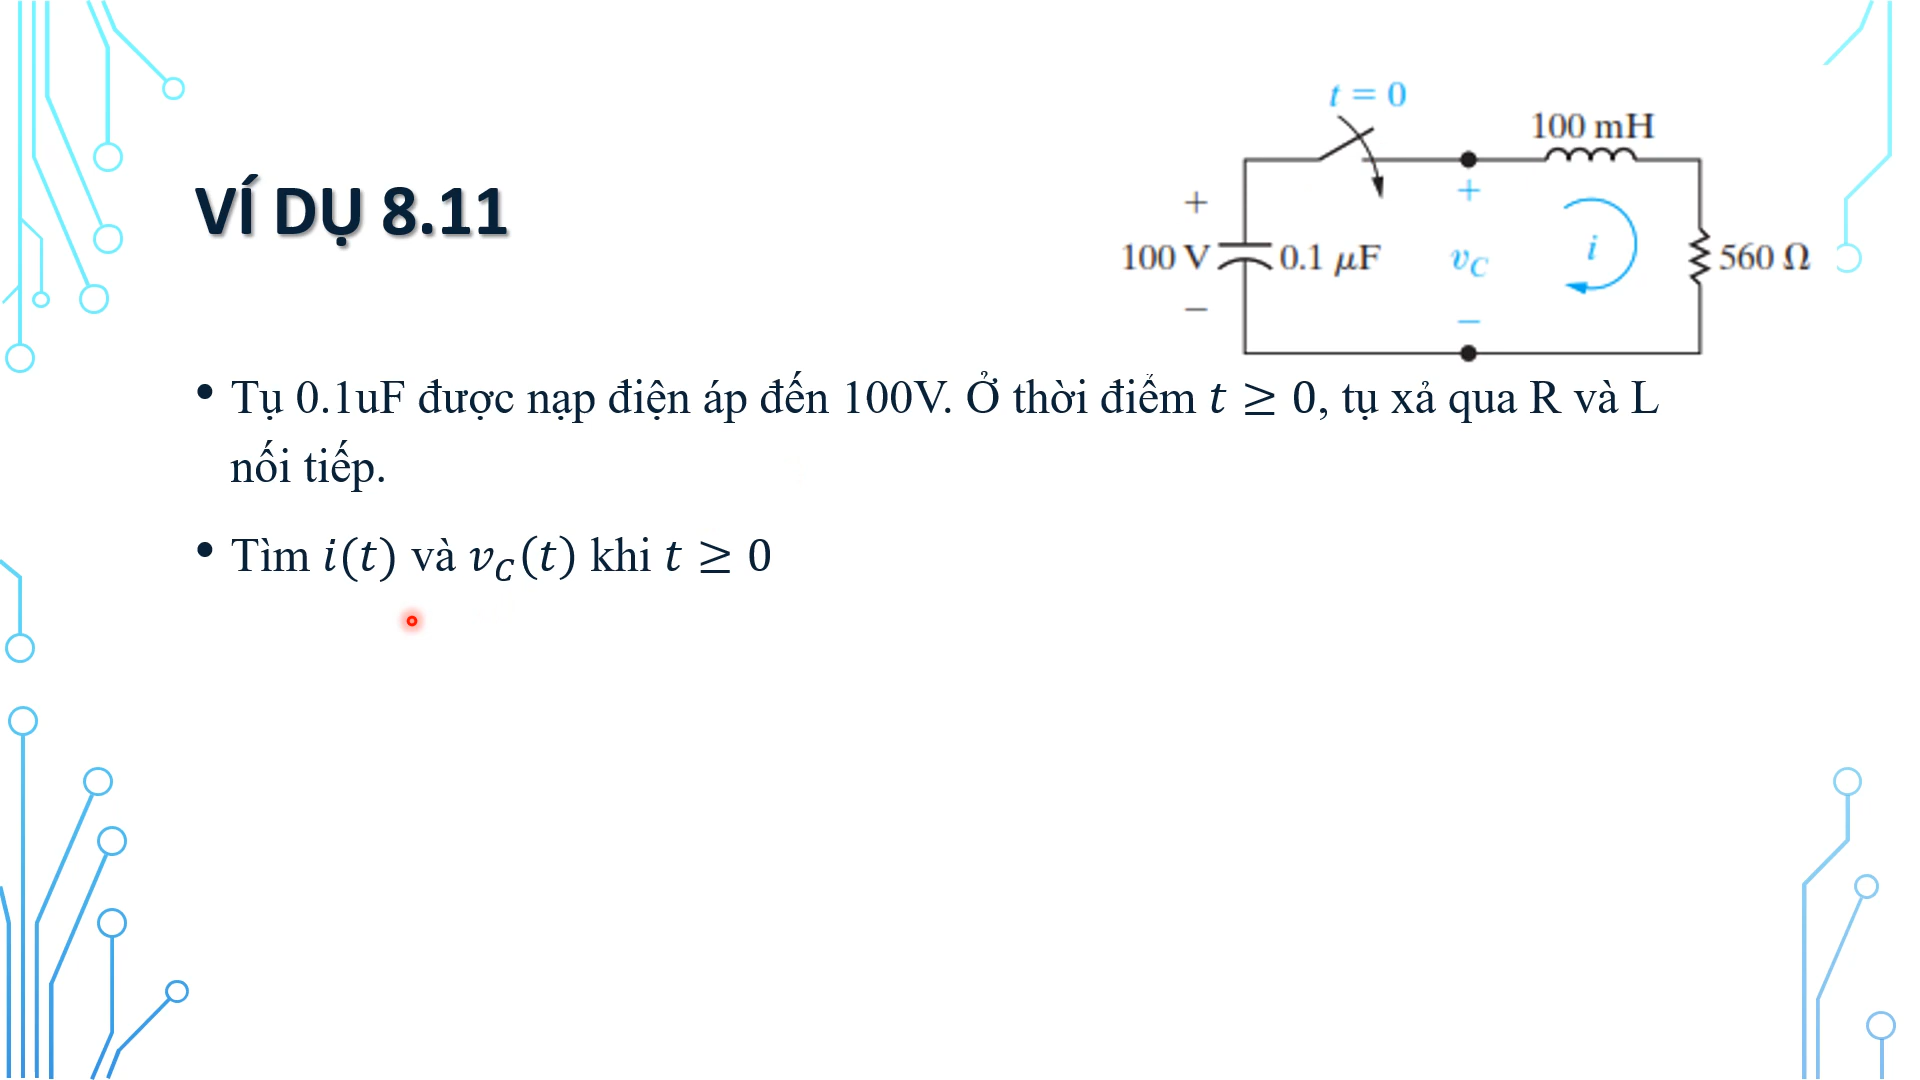 VÍ DỤ 8.11
t = 0
100 mH
+
+
100 V
0.1 μF
v_C
i
560 Ω
−
−
• Tụ 0.1uF được nạp điện áp đến 100V. Ở thời điểm t ≥ 0, tụ xả qua R và L
nối tiếp.
• Tìm i(t) và v_C(t) khi t ≥ 0